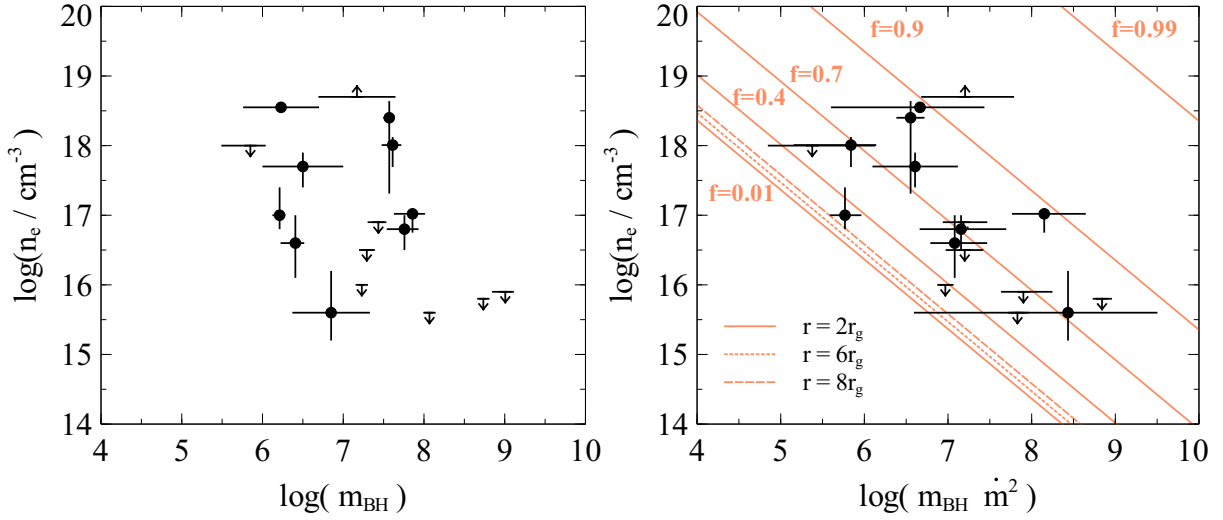 20
19
18
17
16
15
14
4
5
6
7
8
9
10
log(n_e / cm^-3)
log( m_BH )
20
19
18
17
16
15
14
4
5
6
7
8
9
10
log(n_e / cm^-3)
log( m_BH ṁ^2 )
f=0.9
f=0.99
f=0.7
f=0.4
f=0.01
r = 2r_g
r = 6r_g
r = 8r_g